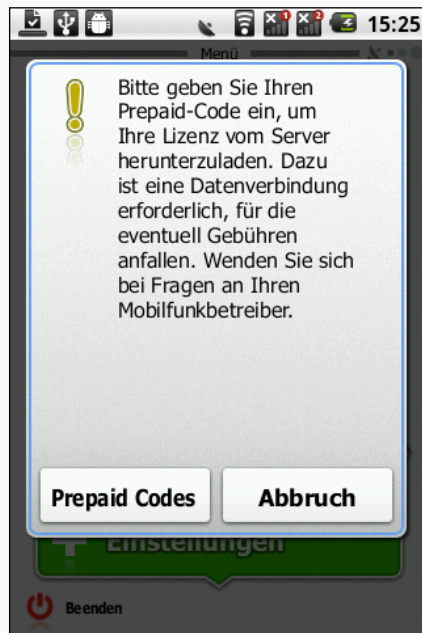 15:25
Menü
Bitte geben Sie Ihren
Prepaid-Code ein, um
Ihre Lizenz vom Server
herunterzuladen. Dazu
ist eine Datenverbindung
erforderlich, für die
eventuell Gebühren
anfallen. Wenden Sie sich
bei Fragen an Ihren
Mobilfunkbetreiber.
Prepaid Codes
Abbruch
Einstellungen
Beenden